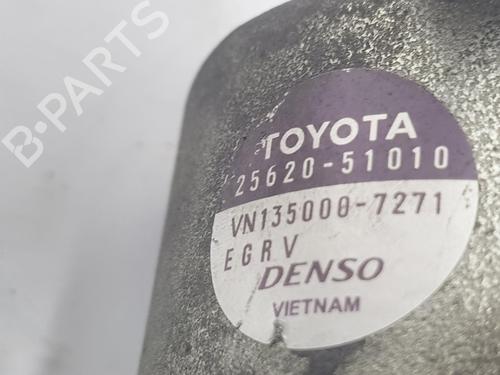 B-PARTS
TOYOTA
25620-51010
VN135000-7271
EGRV
DENSO
VIETNAM